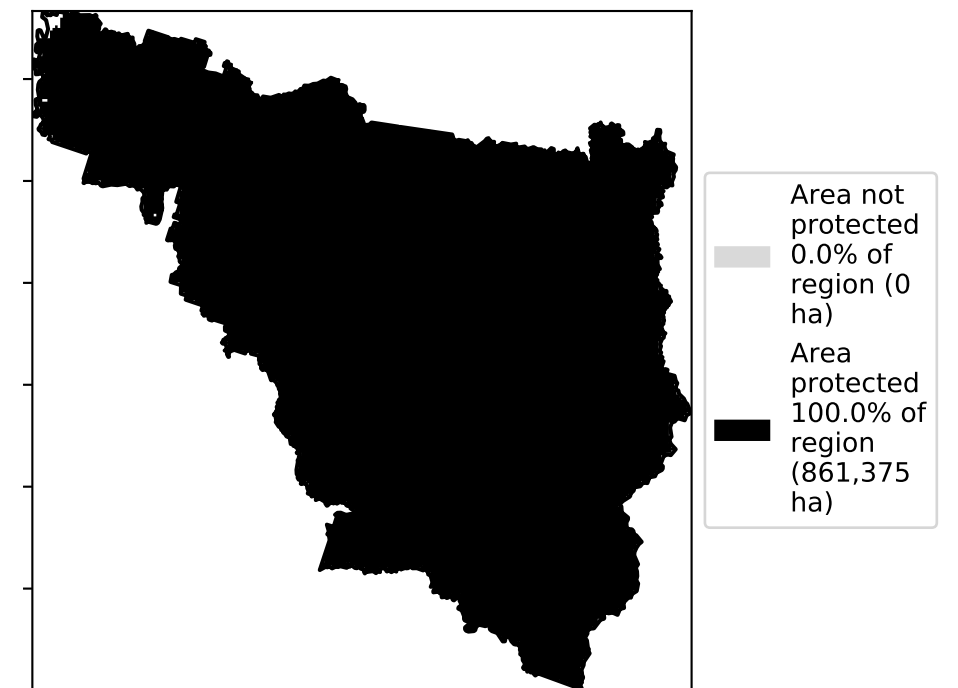 Area not
protected
0.0% of
region (0
ha)
Area
protected
100.0% of
region
(861,375
ha)